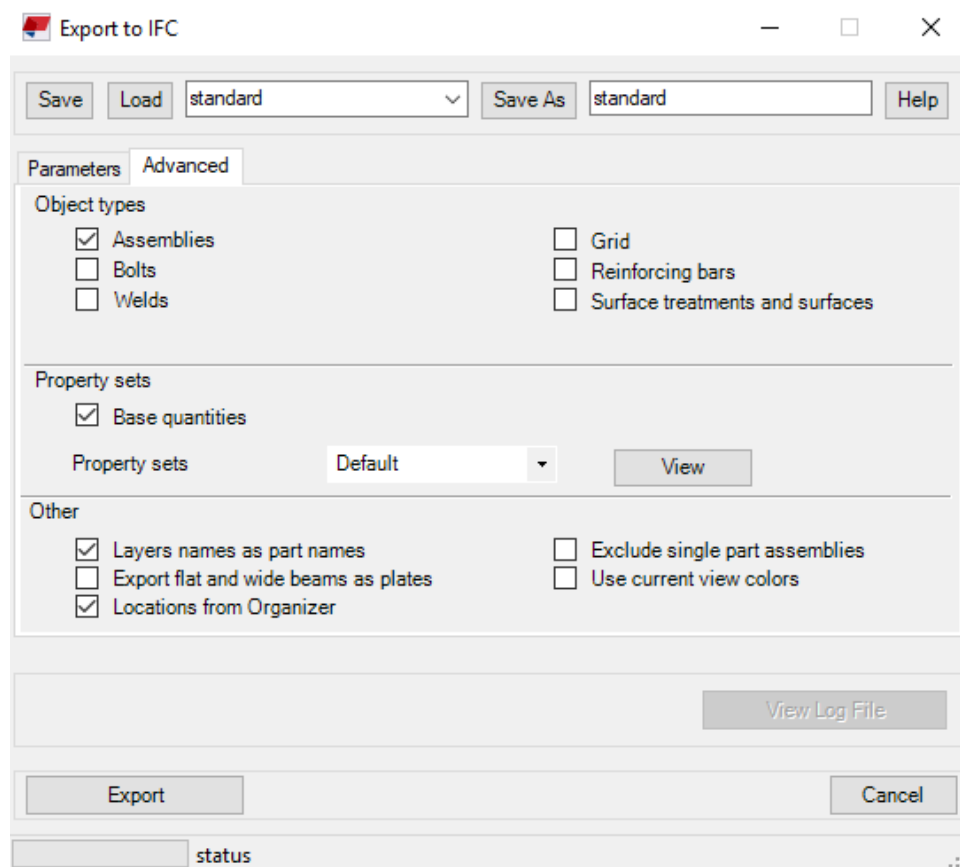 Export to IFC
Save Load standard Save As standard Help
Parameters Advanced
Object types
Assemblies Grid
Bolts Reinforcing bars
Welds Surface treatments and surfaces
Property sets
Base quantities
Property sets Default View
Other
Layers names as part names Exclude single part assemblies
Export flat and wide beams as plates Use current view colors
Locations from Organizer
View Log File
Export Cancel
status